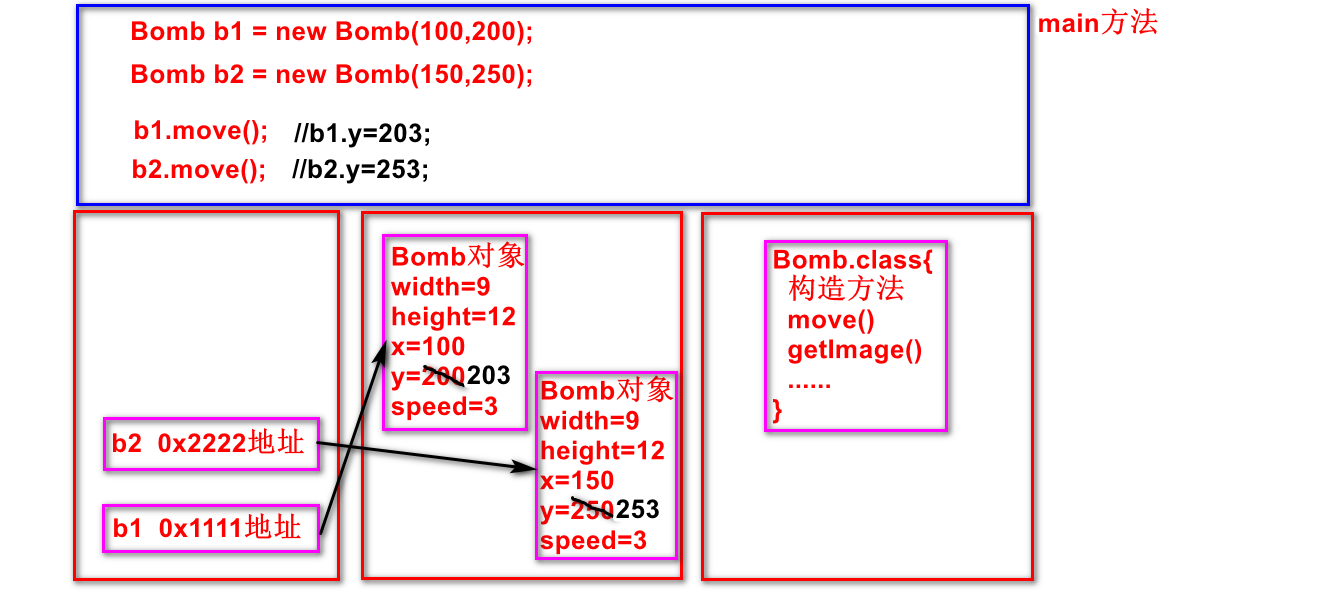 Bomb b1 = new Bomb(100,200);
main方法
Bomb b2 = new Bomb(150,250);
b1.move(); //b1.y=203;
b2.move(); //b2.y=253;
b2 0x2222地址
b1 0x1111地址
Bomb对象
width=9
height=12
x=100
y=200203
speed=3
Bomb对象
width=9
height=12
x=150
y=250253
speed=3
Bomb.class{
构造方法
move()
getImage()
......
}